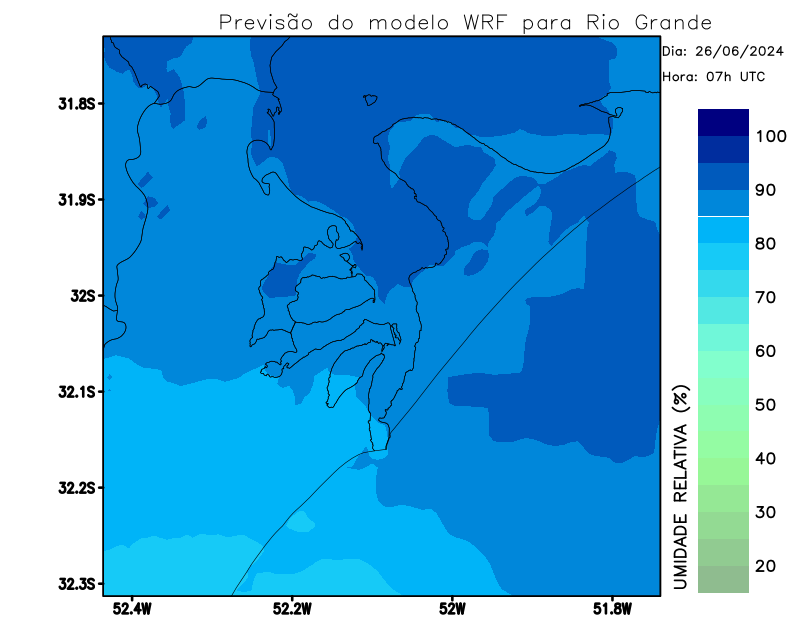 Previsão do modelo WRF para Rio Grande
Dia: 26/06/2024
Hora: 07h UTC
31.8S
31.9S
32S
32.1S
32.2S
32.3S
52.4W
52.2W
52W
51.8W
100
90
80
70
60
50
40
30
20
UMIDADE RELATIVA (%)